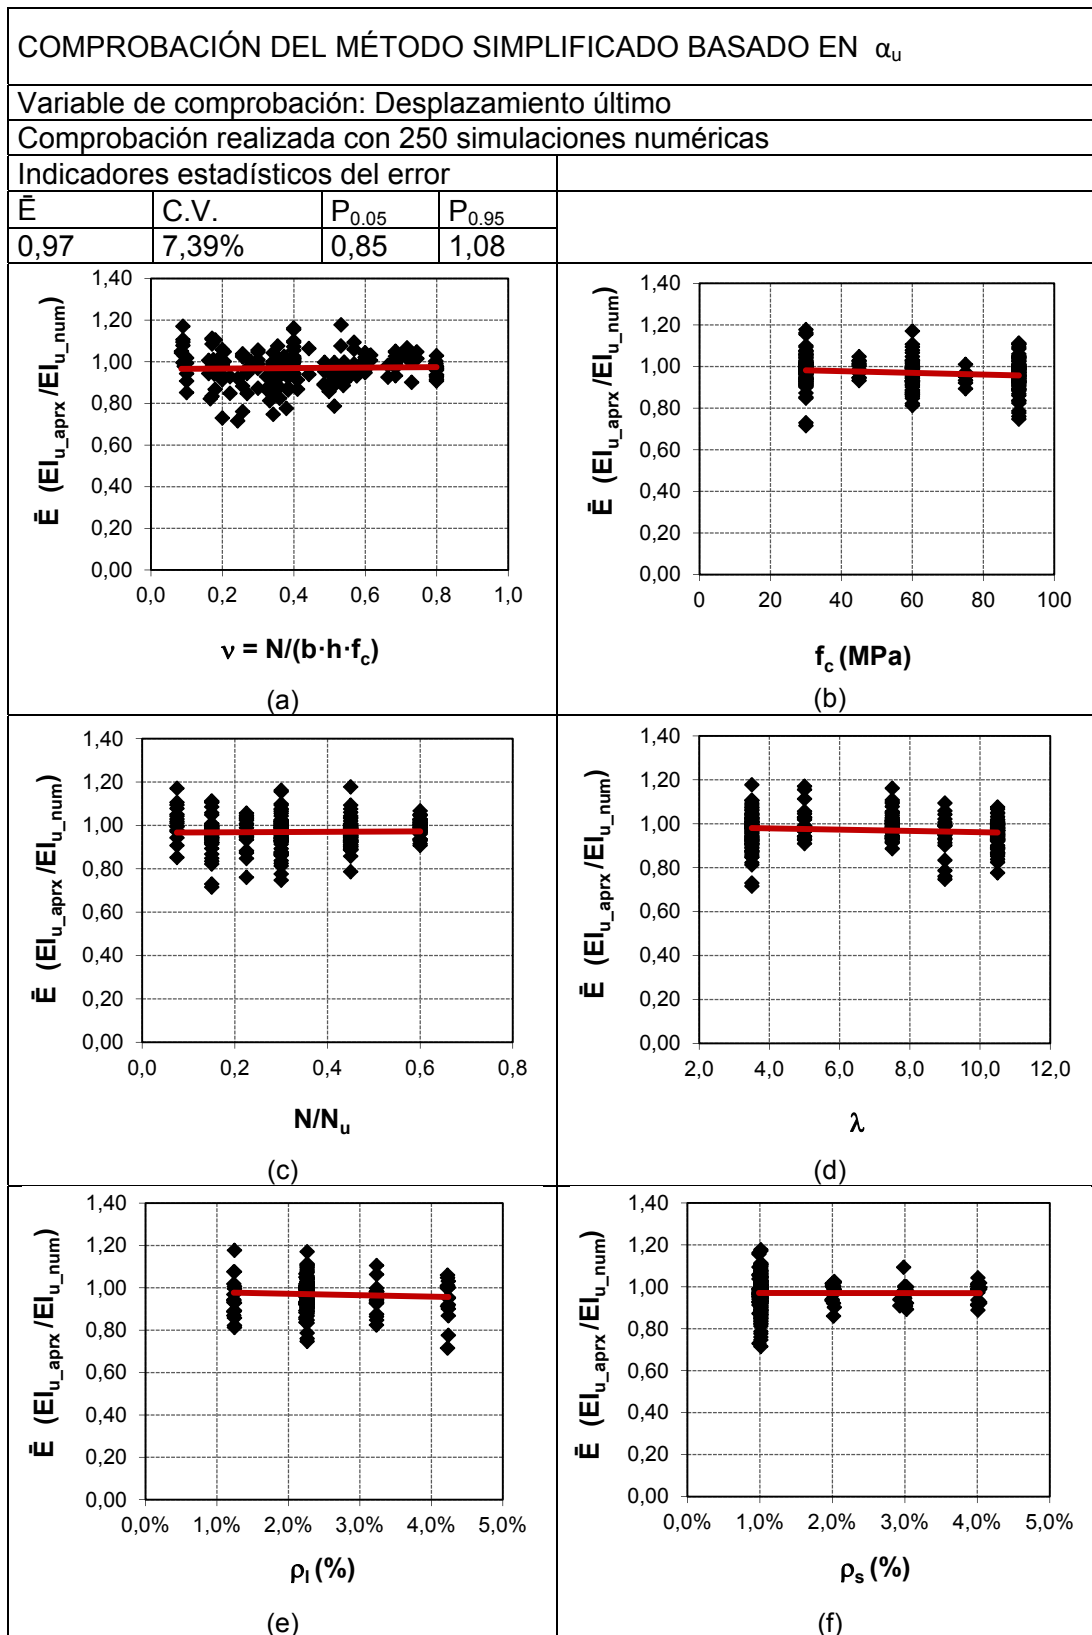 COMPROBACIÓN DEL MÉTODO SIMPLIFICADO BASADO EN αu
Variable de comprobación: Desplazamiento último
Comprobación realizada con 250 simulaciones numéricas
Indicadores estadísticos del error
Ē C.V. P0.05 P0.95
0,97 7,39% 0,85 1,08
Ē (EIu_aprx/EIu_num)
1,40
1,20
1,00
0,80
0,60
0,40
0,20
0,00
0,0 0,2 0,4 0,6 0,8 1,0
ν = N/(b·h·fc)
(a)
Ē (EIu_aprx/EIu_num)
1,40
1,20
1,00
0,80
0,60
0,40
0,20
0,00
0 20 40 60 80 100
fc (MPa)
(b)
Ē (EIu_aprx/EIu_num)
1,40
1,20
1,00
0,80
0,60
0,40
0,20
0,00
0,0 0,2 0,4 0,6 0,8
N/Nu
(c)
Ē (EIu_aprx/EIu_num)
1,40
1,20
1,00
0,80
0,60
0,40
0,20
0,00
2,0 4,0 6,0 8,0 10,0 12,0
λ
(d)
Ē (EIu_aprx/EIu_num)
1,40
1,20
1,00
0,80
0,60
0,40
0,20
0,00
0,0% 1,0% 2,0% 3,0% 4,0% 5,0%
ρl (%)
(e)
Ē (EIu_aprx/EIu_num)
1,40
1,20
1,00
0,80
0,60
0,40
0,20
0,00
0,0% 1,0% 2,0% 3,0% 4,0% 5,0%
ρs (%)
(f)